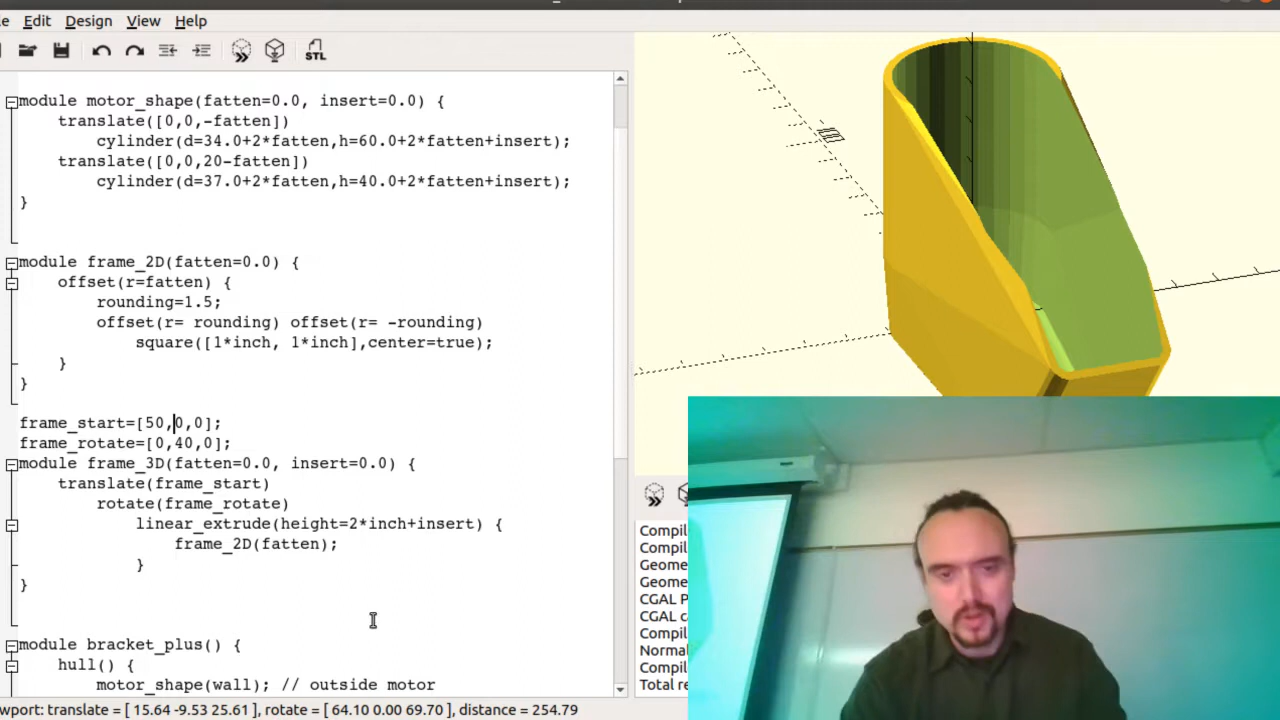 Edit Design View Help
STL
module motor_shape(fatten=0.0, insert=0.0) {
translate([0,0,-fatten])
cylinder(d=34.0+2*fatten,h=60.0+2*fatten+insert);
translate([0,0,20-fatten])
cylinder(d=37.0+2*fatten,h=40.0+2*fatten+insert);
}
module frame_2D(fatten=0.0) {
offset(r=fatten) {
rounding=1.5;
offset(r= rounding) offset(r= -rounding)
square([1*inch, 1*inch],center=true);
}
}
frame_start=[50,0,0];
frame_rotate=[0,40,0];
module frame_3D(fatten=0.0, insert=0.0) {
translate(frame_start)
rotate(frame_rotate)
linear_extrude(height=2*inch+insert) {
frame_2D(fatten);
}
}
module bracket_plus() {
hull() {
motor_shape(wall); // outside motor
Compil
Compil
Geome
Geome
CGAL P
CGAL c
Compil
Norma
Compil
Total re
wport: translate = [ 15.64 -9.53 25.61 ], rotate = [ 64.10 0.00 69.70 ], distance = 254.79